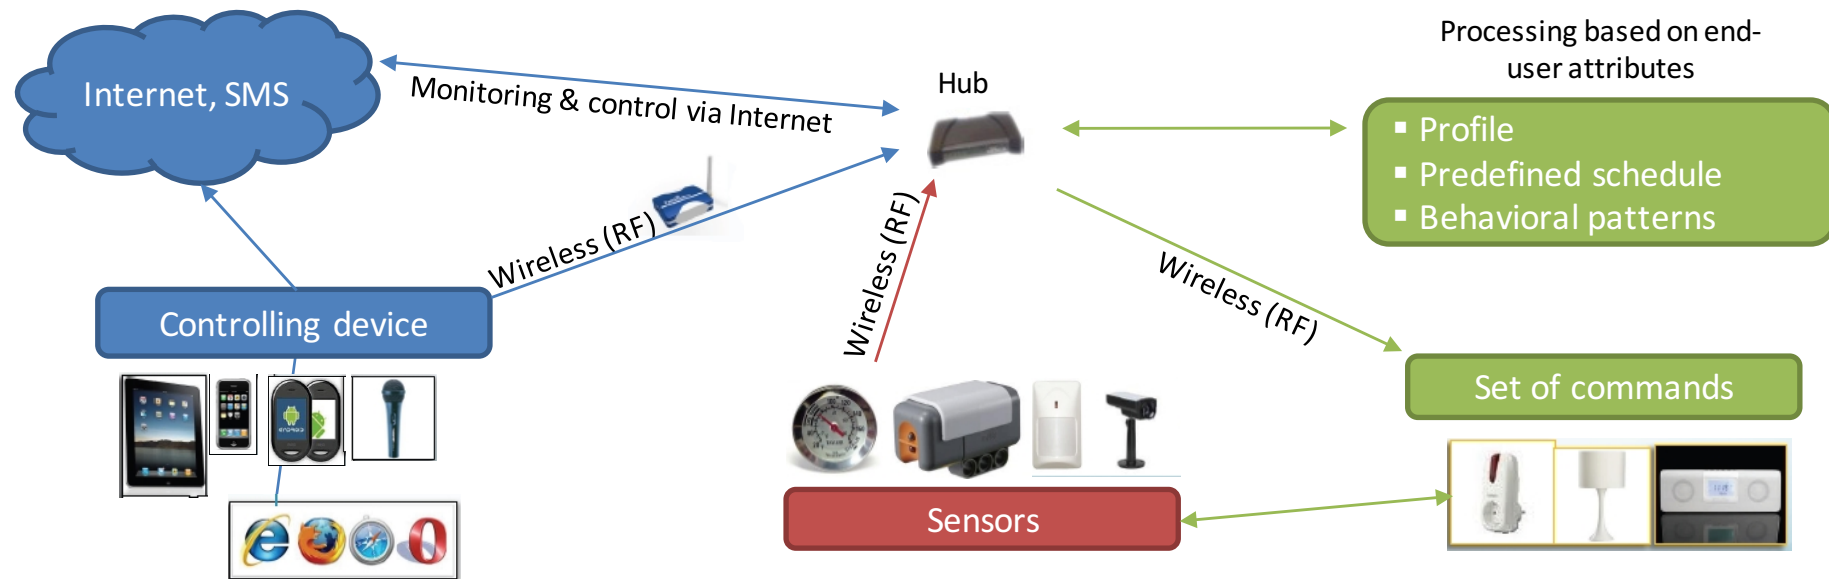 Processing based on end-
user attributes
Internet, SMS
Monitoring & control via Internet
Hub
▪ Profile
▪ Predefined schedule
▪ Behavioral patterns
Wireless (RF)
Wireless (RF)
Wireless (RF)
Controlling device
Set of commands
Sensors